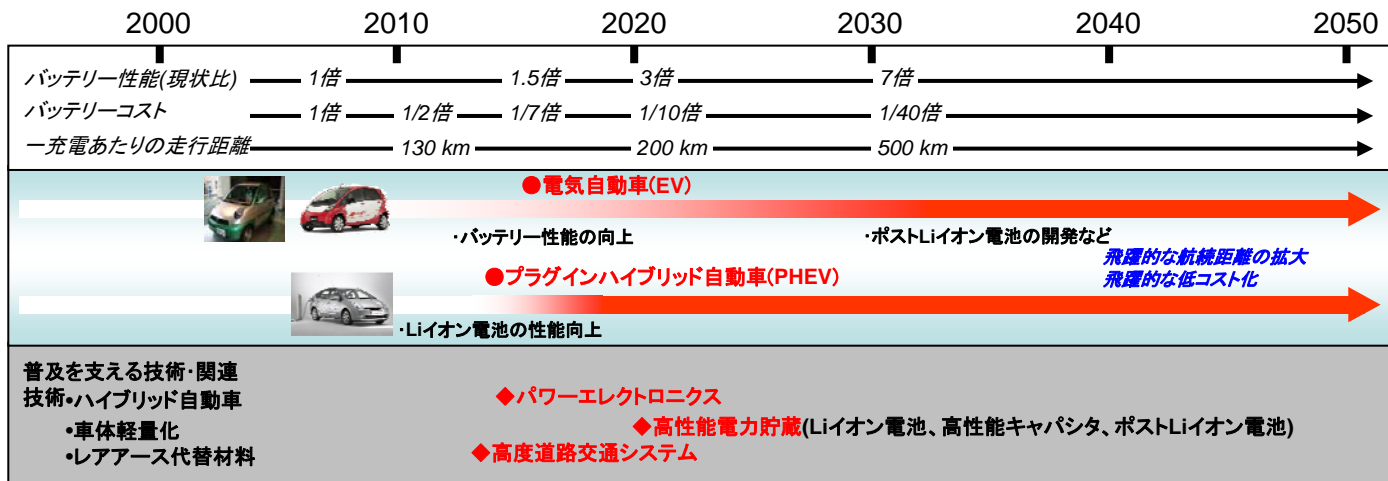 2000 2010 2020 2030 2040 2050
バッテリー性能(現状比) 1倍 1.5倍 3倍 7倍
バッテリーコスト 1倍 1/2倍 1/7倍 1/10倍 1/40倍
一充電あたりの走行距離 130 km 200 km 500 km
●電気自動車(EV)
・バッテリー性能の向上 ・ポストLiイオン電池の開発など
飛躍的な航続距離の拡大
飛躍的な低コスト化
●プラグインハイブリッド自動車(PHEV)
・Liイオン電池の性能向上
普及を支える技術・関連
技術•ハイブリッド自動車 ◆パワーエレクトロニクス
•車体軽量化 ◆高性能電力貯蔵(Liイオン電池、高性能キャパシタ、ポストLiイオン電池)
•レアアース代替材料 ◆高度道路交通システム